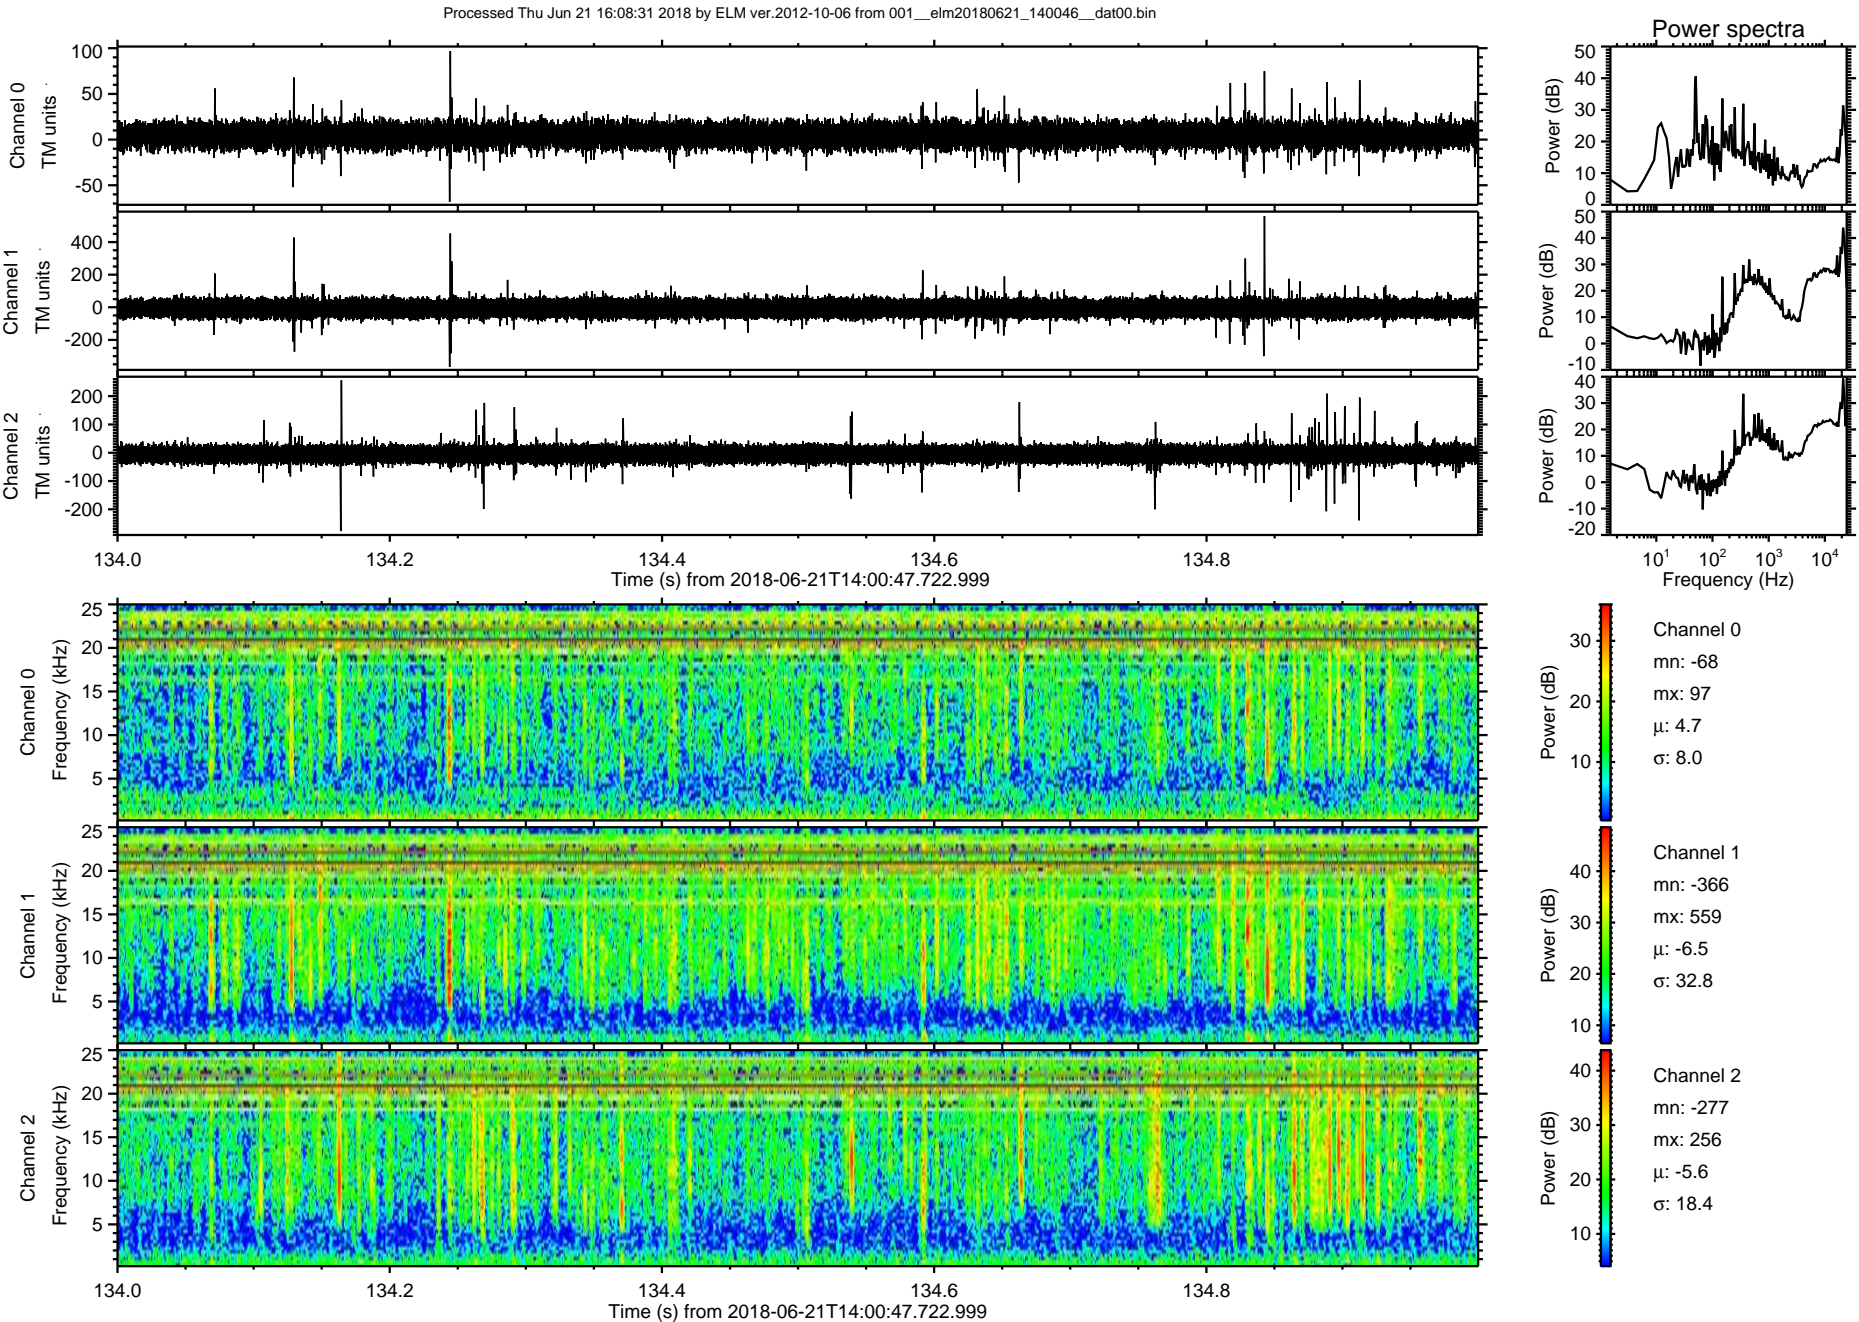 Processed Thu Jun 21 16:08:31 2018 by ELM ver.2012-10-06 from 001__elm20180621_140046__dat00.bin
Power spectra
Channel 0
TM units
100
50
0
-50
Power (dB)
50
40
30
20
10
0
Channel 1
TM units
400
200
0
-200
Power (dB)
50
40
30
20
10
0
-10
Channel 2
TM units
200
100
0
-100
-200
Power (dB)
40
30
20
10
0
-10
-20
134.0 134.2 134.4 134.6 134.8
Time (s) from 2018-06-21T14:00:47.722.999
10¹ 10² 10³ 10⁴
Frequency (Hz)
Channel 0
Frequency (kHz)
25
20
15
10
5
Power (dB)
30
20
10
Channel 0
mn: -68
mx: 97
μ: 4.7
σ: 8.0
Channel 1
Frequency (kHz)
25
20
15
10
5
Power (dB)
40
30
20
10
Channel 1
mn: -366
mx: 559
μ: -6.5
σ: 32.8
Channel 2
Frequency (kHz)
25
20
15
10
5
Power (dB)
40
30
20
10
Channel 2
mn: -277
mx: 256
μ: -5.6
σ: 18.4
134.0 134.2 134.4 134.6 134.8
Time (s) from 2018-06-21T14:00:47.722.999